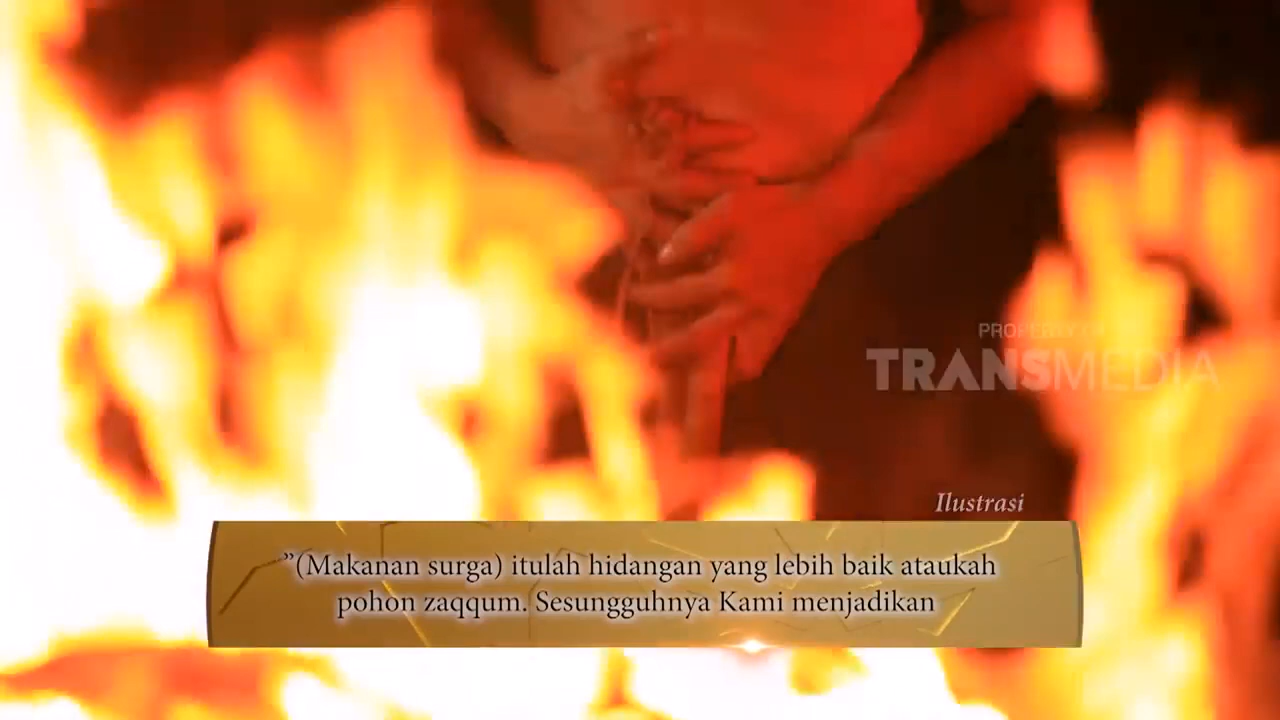 PROPERTY OF
TRANSMEDIA
Ilustrasi
”(Makanan surga) itulah hidangan yang lebih baik ataukah
pohon zaqqum. Sesungguhnya Kami menjadikan